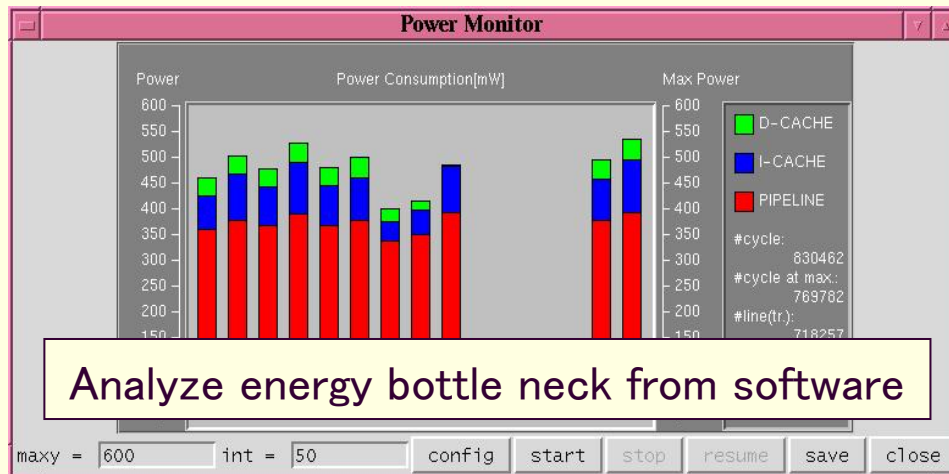 Power Monitor
Power Power Consumption[mW] Max Power
600 600
550 550
500 500
450 450
400 400
350 350
300 300
250 250
200 200
150 150
D-CACHE
I-CACHE
PIPELINE
#cycle:
830462
#cycle at max.:
769782
#line(tr.):
718257
Analyze energy bottle neck from software
maxy = 600 int = 50 config start stop resume save close